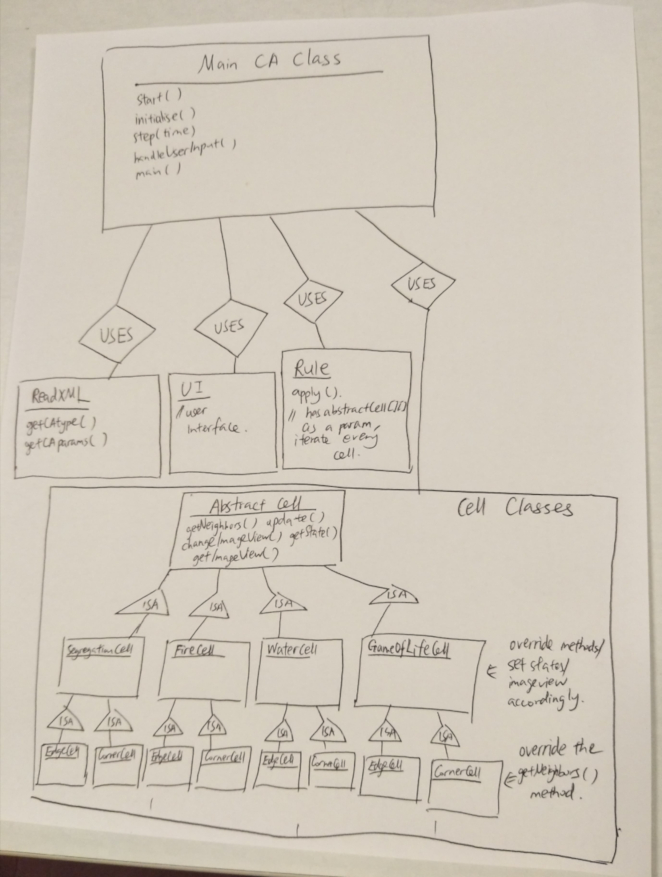 Main CA Class
start()
initialise()
step(time)
handleUserInput()
main()
USES
USES
USES
USES
ReadXML
getCAtype()
getCAparams()
UI
// user
interface.
Rule
apply().
// has abstractCell[][]
as a param,
iterate every
cell.
Cell Classes
Abstract Cell
getNeighbors() update()
changeImageView() getState()
getImageView()
ISA
ISA
ISA
ISA
SegregationCell
FireCell
WaterCell
GameOfLifeCell
override methods/
set states/
imageview
accordingly.
ISA
ISA
ISA
ISA
ISA
ISA
ISA
ISA
EdgeCell
CornerCell
EdgeCell
CornerCell
EdgeCell
CornerCell
EdgeCell
CornerCell
override the
getNeighbors()
method.